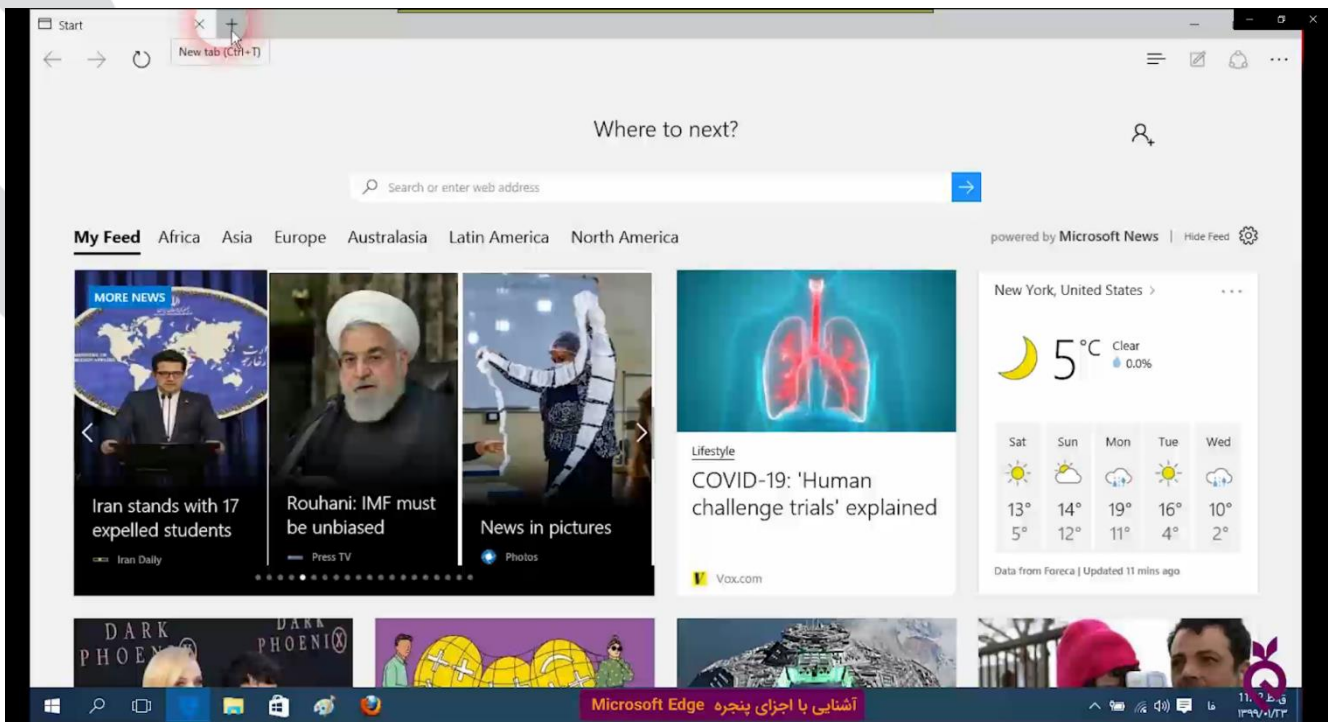 Start
New tab (Ctrl+T)
Where to next?
Search or enter web address
My Feed Africa Asia Europe Australasia Latin America North America
powered by Microsoft News | Hide Feed
MORE NEWS
Iran stands with 17
expelled students
Iran Daily
Rouhani: IMF must
be unbiased
Press TV
News in pictures
Photos
Lifestyle
COVID-19: 'Human
challenge trials' explained
Vox.com
New York, United States
5°C Clear
0.0%
Sat Sun Mon Tue Wed
13° 14° 19° 16° 10°
5° 12° 11° 4° 2°
Data from Foreca | Updated 11 mins ago
DARK
PHOENIX
DARK
PHOENIX
آشنایی با اجزای پنجره Microsoft Edge
فا
ق.ظ
۱۳۹۹/۰۱/۲۳